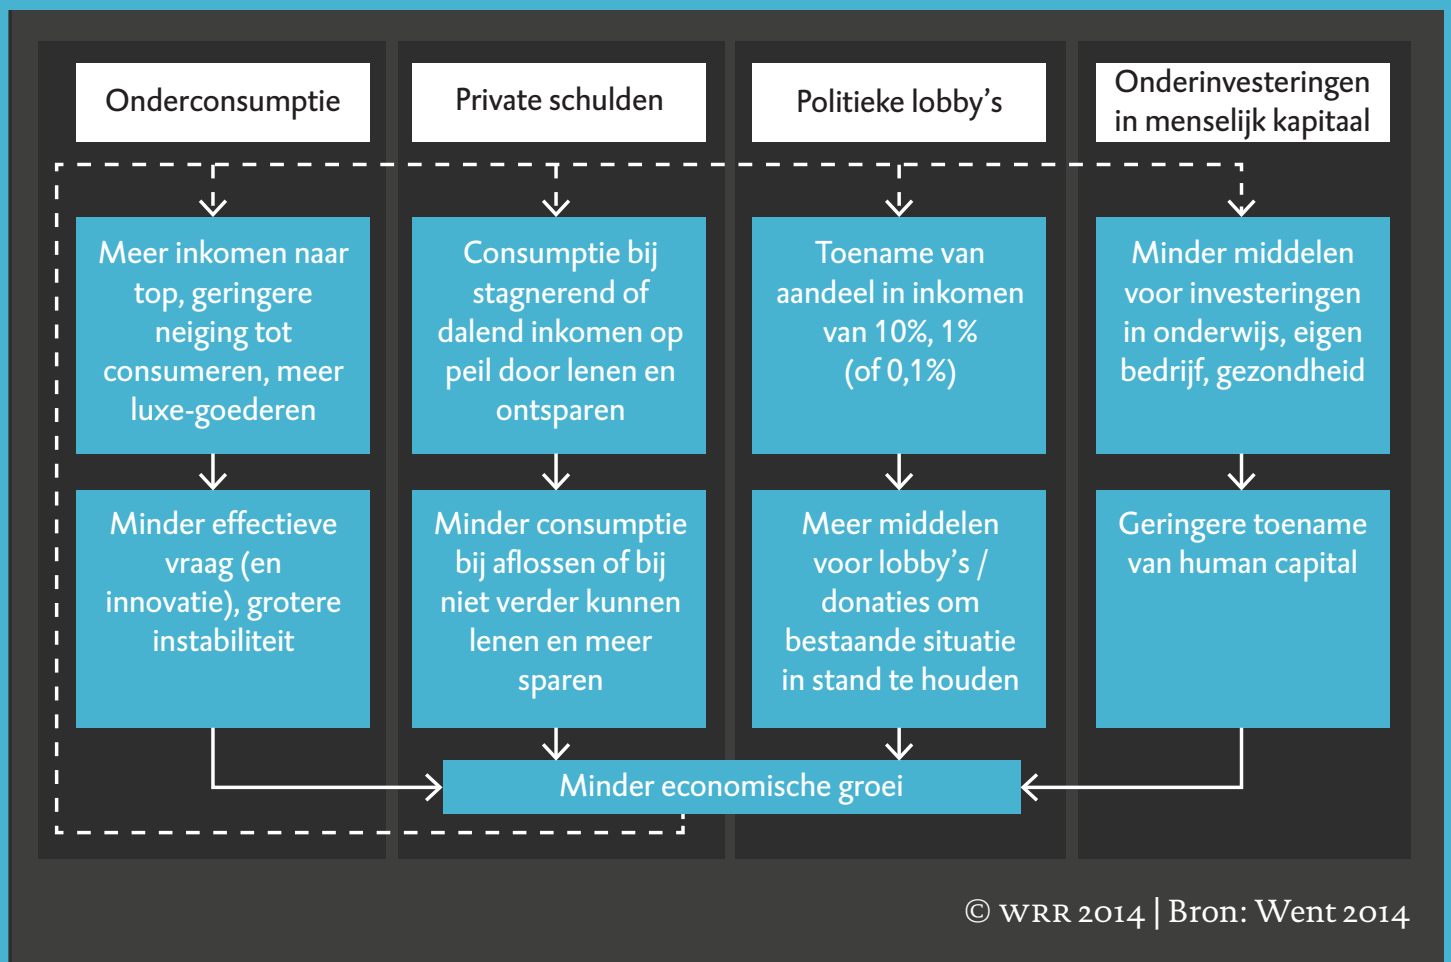 Onderconsumptie
Private schulden
Politieke lobby's
Onderinvesteringen
in menselijk kapitaal
Meer inkomen naar
top, geringere
neiging tot
consumeren, meer
luxe-goederen
Consumptie bij
stagnerend of
dalend inkomen op
peil door lenen en
ontsparen
Toename van
aandeel in inkomen
van 10%, 1%
(of 0,1%)
Minder middelen
voor investeringen
in onderwijs, eigen
bedrijf, gezondheid
Minder effectieve
vraag (en
innovatie), grotere
instabiliteit
Minder consumptie
bij aflossen of bij
niet verder kunnen
lenen en meer
sparen
Meer middelen
voor lobby's /
donaties om
bestaande situatie
in stand te houden
Geringere toename
van human capital
Minder economische groei
© WRR 2014 | Bron: Went 2014